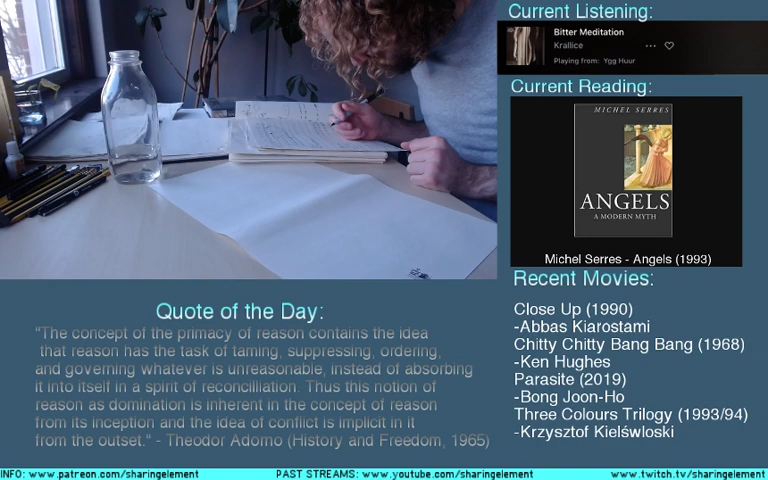 Current Listening:
Bitter Meditation
Krallice
Playing from: Ygg Huur
Current Reading:
MICHEL SERRES
ANGELS
A MODERN MYTH
Michel Serres - Angels (1993)
Recent Movies:
Close Up (1990)
-Abbas Kiarostami
Chitty Chitty Bang Bang (1968)
-Ken Hughes
Parasite (2019)
-Bong Joon-Ho
Three Colours Trilogy (1993/94)
-Krzysztof Kielśwloski
Quote of the Day:
"The concept of the primacy of reason contains the idea
that reason has the task of taming, suppressing, ordering,
and governing whatever is unreasonable, instead of absorbing
it into itself in a spirit of reconcilliation. Thus this notion of
reason as domination is inherent in the concept of reason
from its inception and the idea of conflict is implicit in it
from the outset." - Theodor Adorno (History and Freedom, 1965)
INFO: www.patreon.com/sharingelement
PAST STREAMS: www.youtube.com/sharingelement
www.twitch.tv/sharingelement